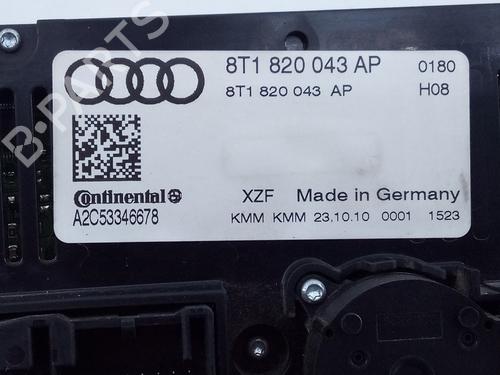 B-PARTS
8T1 820 043 AP 0180
8T1 820 043 AP H08
Continental
A2C53346678
XZF Made in Germany
KMM KMM 23.10.10 0001 1523